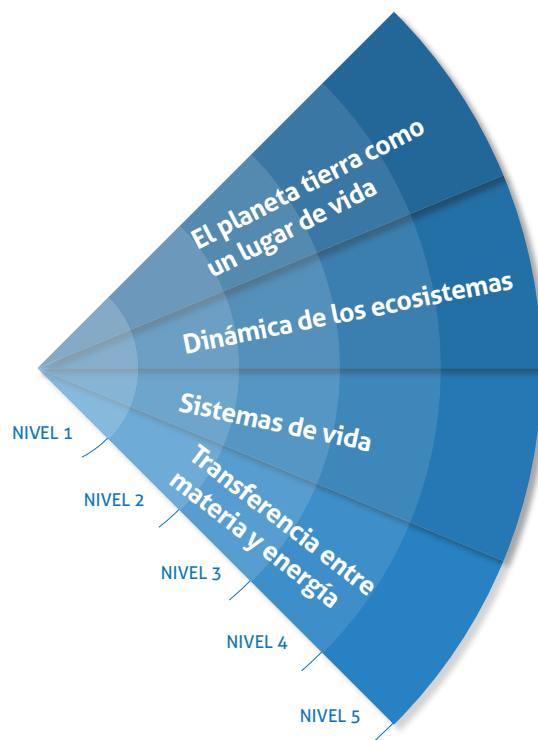 El planeta tierra como
un lugar de vida
Dinámica de los ecosistemas
Sistemas de vida
Transferencia entre
materia y energía
NIVEL 1
NIVEL 2
NIVEL 3
NIVEL 4
NIVEL 5